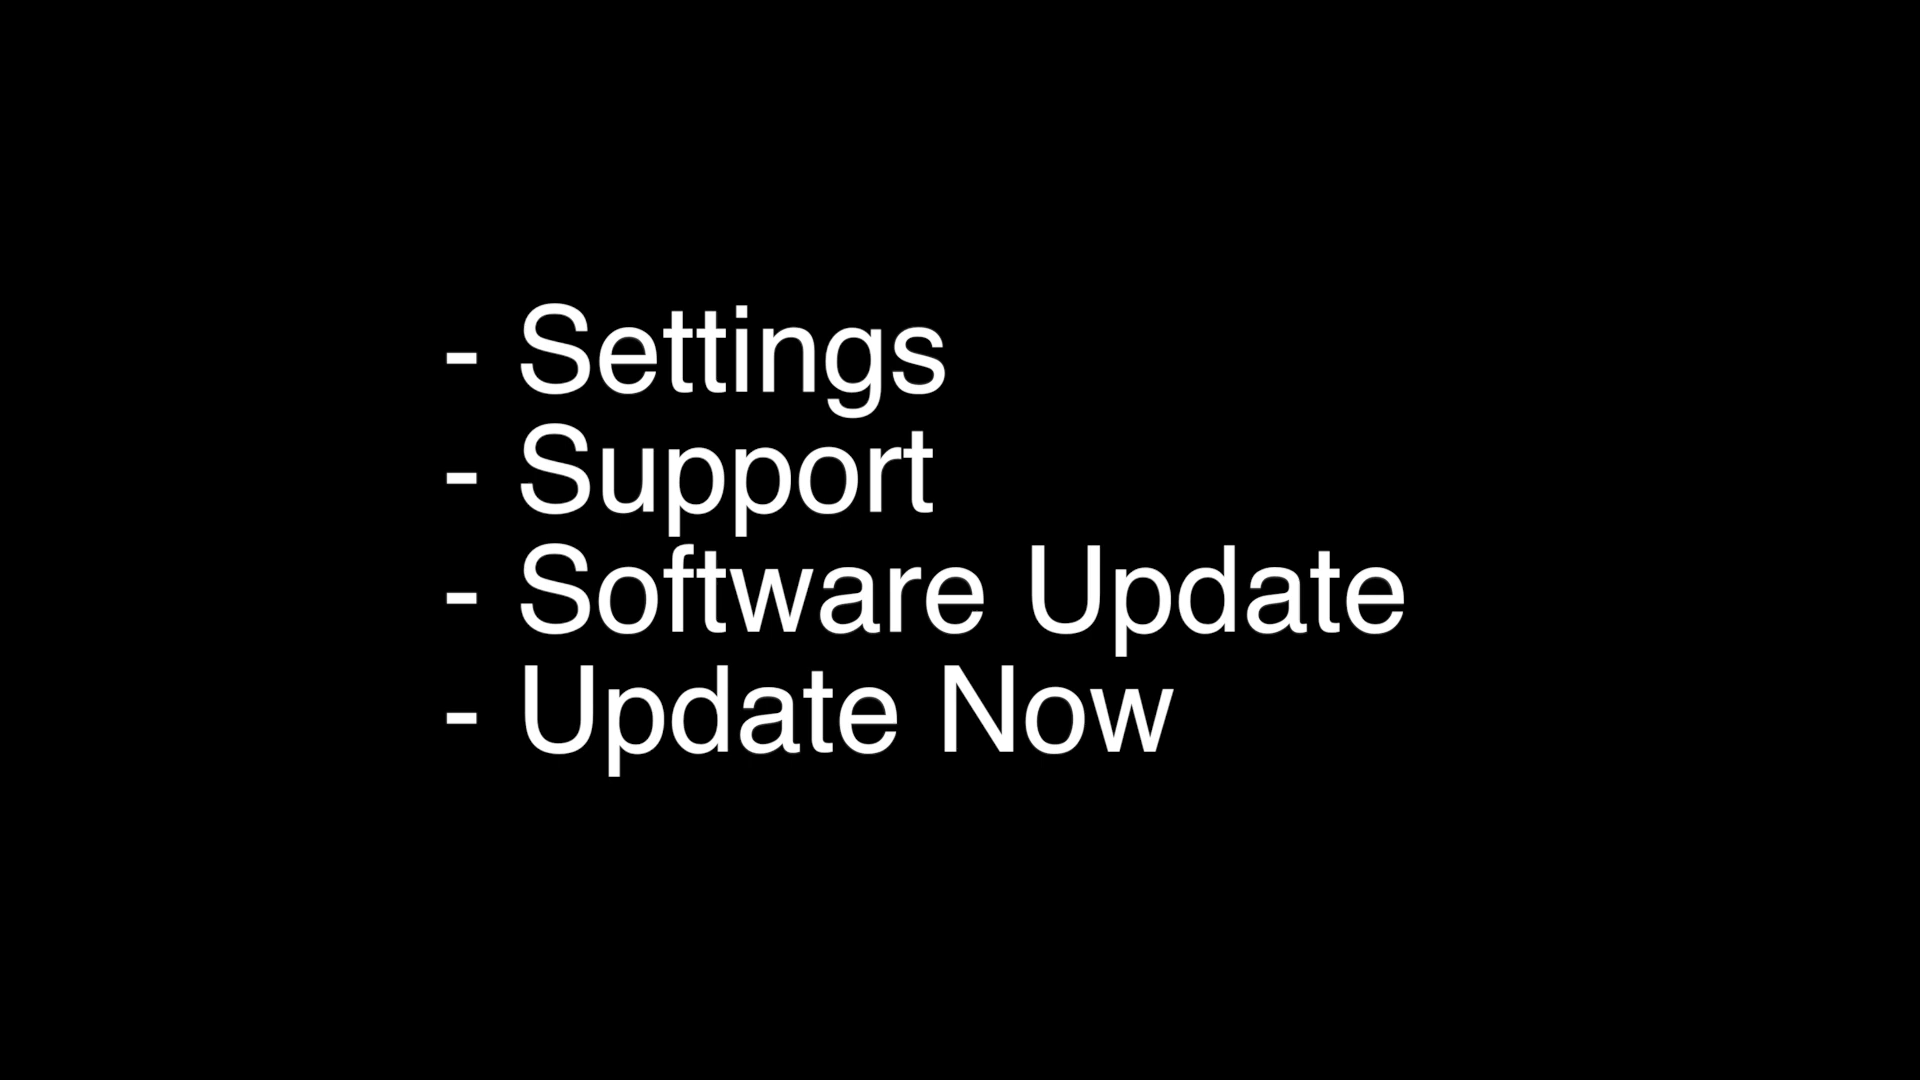 - Settings
- Support
- Software Update
- Update Now